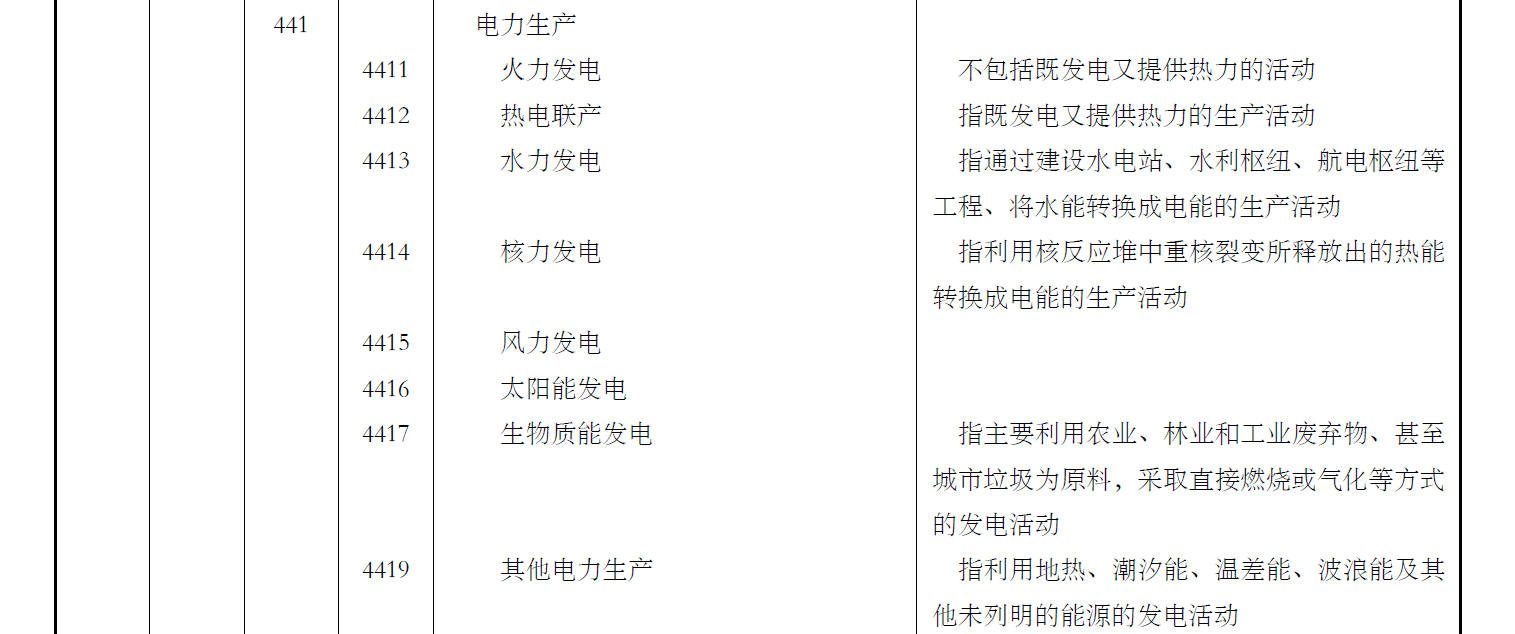 441 电力生产
4411 火力发电 不包括既发电又提供热力的活动
4412 热电联产 指既发电又提供热力的生产活动
4413 水力发电 指通过建设水电站、水利枢纽、航电枢纽等
工程、将水能转换成电能的生产活动
4414 核力发电 指利用核反应堆中重核裂变所释放出的热能
转换成电能的生产活动
4415 风力发电
4416 太阳能发电
4417 生物质能发电 指主要利用农业、林业和工业废弃物、甚至
城市垃圾为原料，采取直接燃烧或气化等方式
的发电活动
4419 其他电力生产 指利用地热、潮汐能、温差能、波浪能及其
他未列明的能源的发电活动